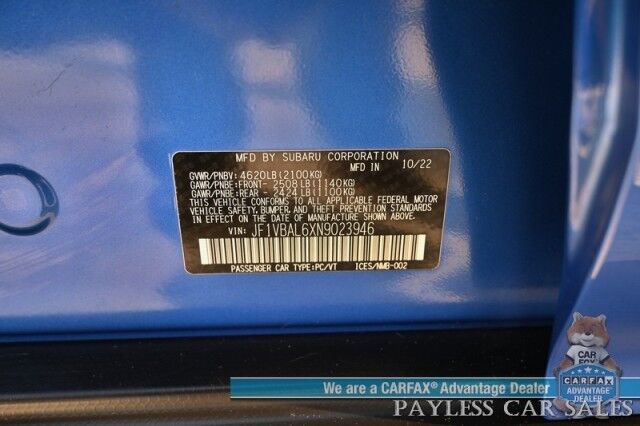 MFD BY SUBARU CORPORATION
MFD IN 10/22
GVWR/PNBV: 4620LB(2100KG)
GAWR/PNBE:FRONT- 2508LB(1140KG)
GAWR/PNBE:REAR - 2424LB(1100KG)
THIS VEHICLE CONFORMS TO ALL
APPLICABLE U.S. FEDERAL MOTOR VEHICLE
SAFETY, BUMPER, AND THEFT PREVENTION
STANDARDS IN EFFECT ON THE DATE OF
MANUFACTURE SHOWN ABOVE.
VIN: JF1VBAL6XN9023946
PASSENGER CAR TYPE:PC/VT ICES/NMB-002
CAR
FOX
CARFAX
ADVANTAGE
DEALER
We are a CARFAX® Advantage Dealer
PAYLESS CAR SALES